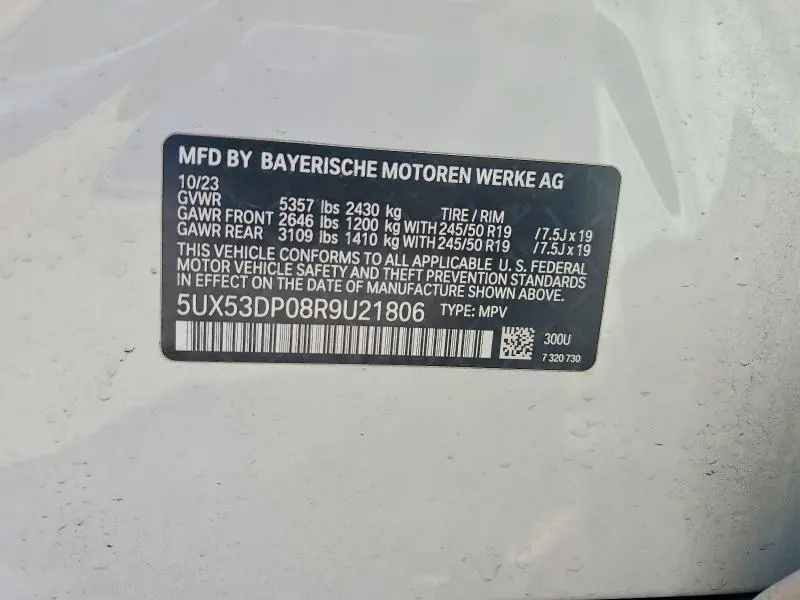 MFD BY BAYERISCHE MOTOREN WERKE AG
10/23
GVWR 5357 lbs 2430 kg TIRE / RIM
GAWR FRONT 2646 lbs 1200 kg WITH 245/50 R19 /7.5J x 19
GAWR REAR 3109 lbs 1410 kg WITH 245/50 R19 /7.5J x 19
THIS VEHICLE CONFORMS TO ALL APPLICABLE U. S. FEDERAL
MOTOR VEHICLE SAFETY AND THEFT PREVENTION STANDARDS
IN EFFECT ON THE DATE OF MANUFACTURE SHOWN ABOVE.
5UX53DP08R9U21806 TYPE: MPV
300U
7 320 730